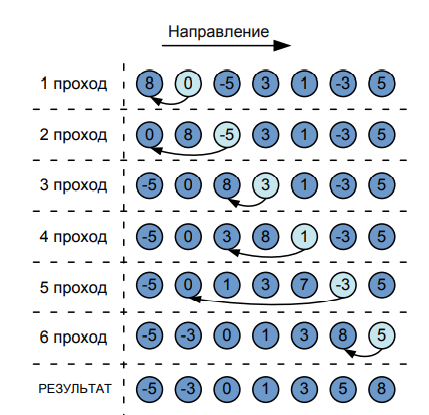 Направление
1 проход 8 0 -5 3 1 -3 5
2 проход 0 8 -5 3 1 -3 5
3 проход -5 0 8 3 1 -3 5
4 проход -5 0 3 8 1 -3 5
5 проход -5 0 1 3 7 -3 5
6 проход -5 -3 0 1 3 8 5
РЕЗУЛЬТАТ -5 -3 0 1 3 5 8